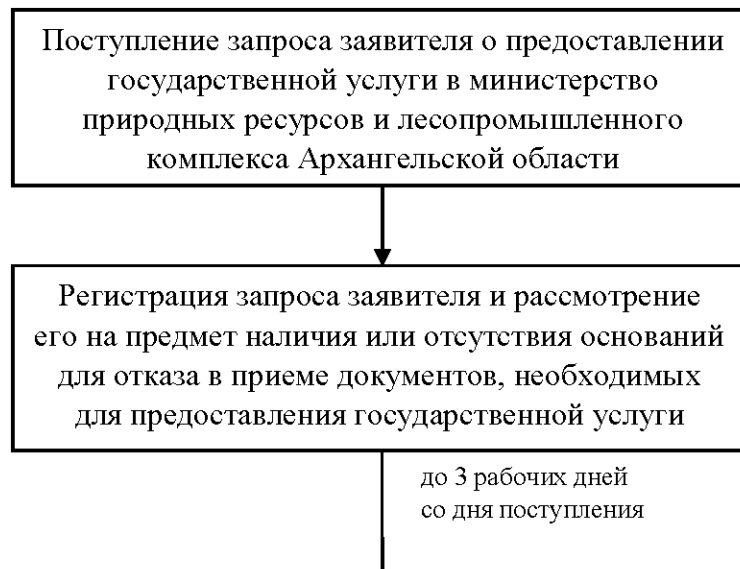 Поступление запроса заявителя о предоставлении
государственной услуги в министерство
природных ресурсов и лесопромышленного
комплекса Архангельской области
Регистрация запроса заявителя и рассмотрение
его на предмет наличия или отсутствия оснований
для отказа в приеме документов, необходимых
для предоставления государственной услуги
до 3 рабочих дней
со дня поступления